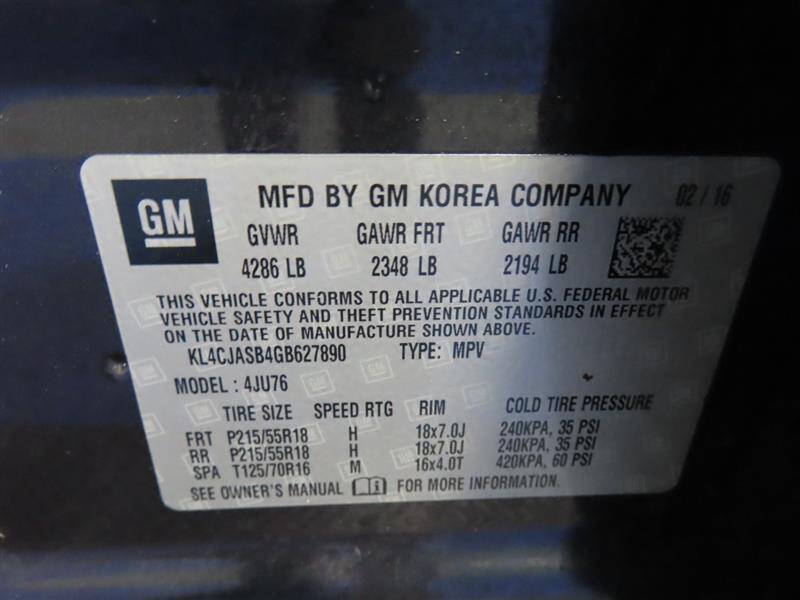 GM MFD BY GM KOREA COMPANY 02 / 16
GVWR GAWR FRT GAWR RR
4286 LB 2348 LB 2194 LB
THIS VEHICLE CONFORMS TO ALL APPLICABLE U.S. FEDERAL MOTOR
VEHICLE SAFETY AND THEFT PREVENTION STANDARDS IN EFFECT
ON THE DATE OF MANUFACTURE SHOWN ABOVE.
KL4CJASB4GB627890 TYPE: MPV
MODEL : 4JU76
TIRE SIZE SPEED RTG RIM COLD TIRE PRESSURE
FRT P215/55R18 H 18x7.0J 240KPA, 35 PSI
RR P215/55R18 H 18x7.0J 240KPA, 35 PSI
SPA T125/70R16 M 16x4.0T 420KPA, 60 PSI
SEE OWNER'S MANUAL FOR MORE INFORMATION.